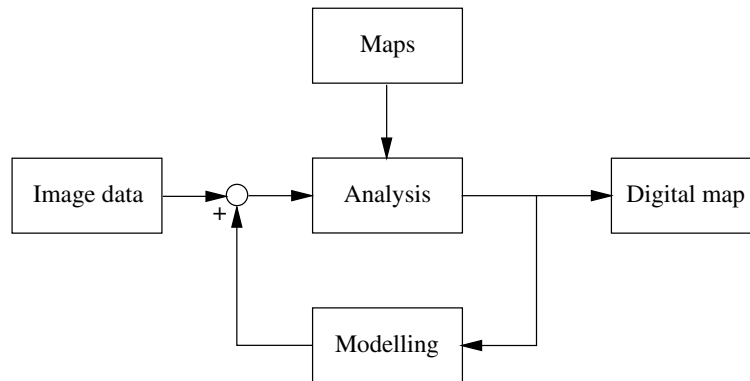 Maps
Image data
+
Analysis
Digital map
Modelling